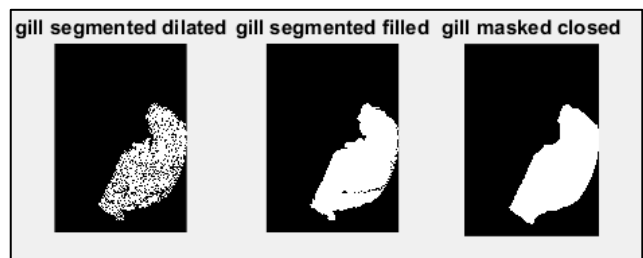 gill segmented dilated
gill segmented filled
gill masked closed